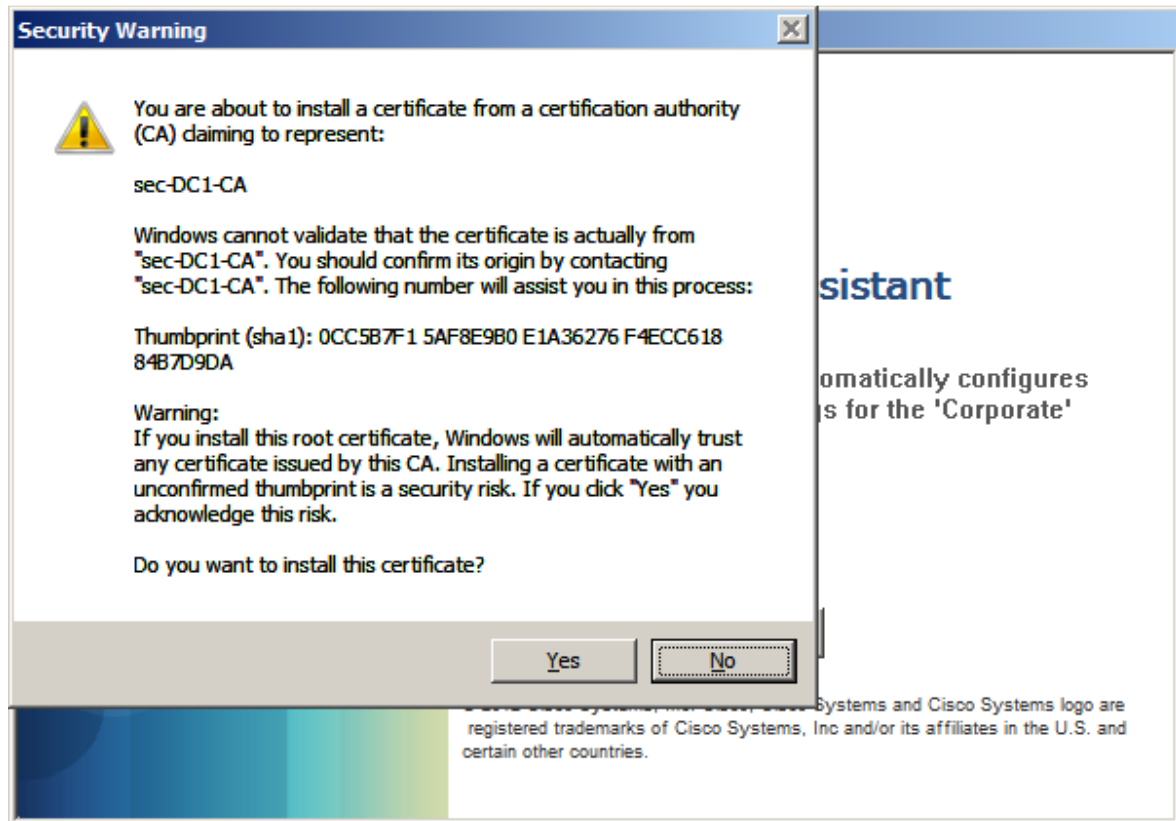 Security Warning
You are about to install a certificate from a certification authority
(CA) claiming to represent:
sec-DC1-CA
Windows cannot validate that the certificate is actually from
"sec-DC1-CA". You should confirm its origin by contacting
"sec-DC1-CA". The following number will assist you in this process:
Thumbprint (sha1): 0CC5B7F1 5AF8E9B0 E1A36276 F4ECC618
84B7D9DA
Warning:
If you install this root certificate, Windows will automatically trust
any certificate issued by this CA. Installing a certificate with an
unconfirmed thumbprint is a security risk. If you click "Yes" you
acknowledge this risk.
Do you want to install this certificate?
Yes
No
sistant
omatically configures
s for the 'Corporate'
Systems and Cisco Systems logo are
registered trademarks of Cisco Systems, Inc and/or its affiliates in the U.S. and
certain other countries.